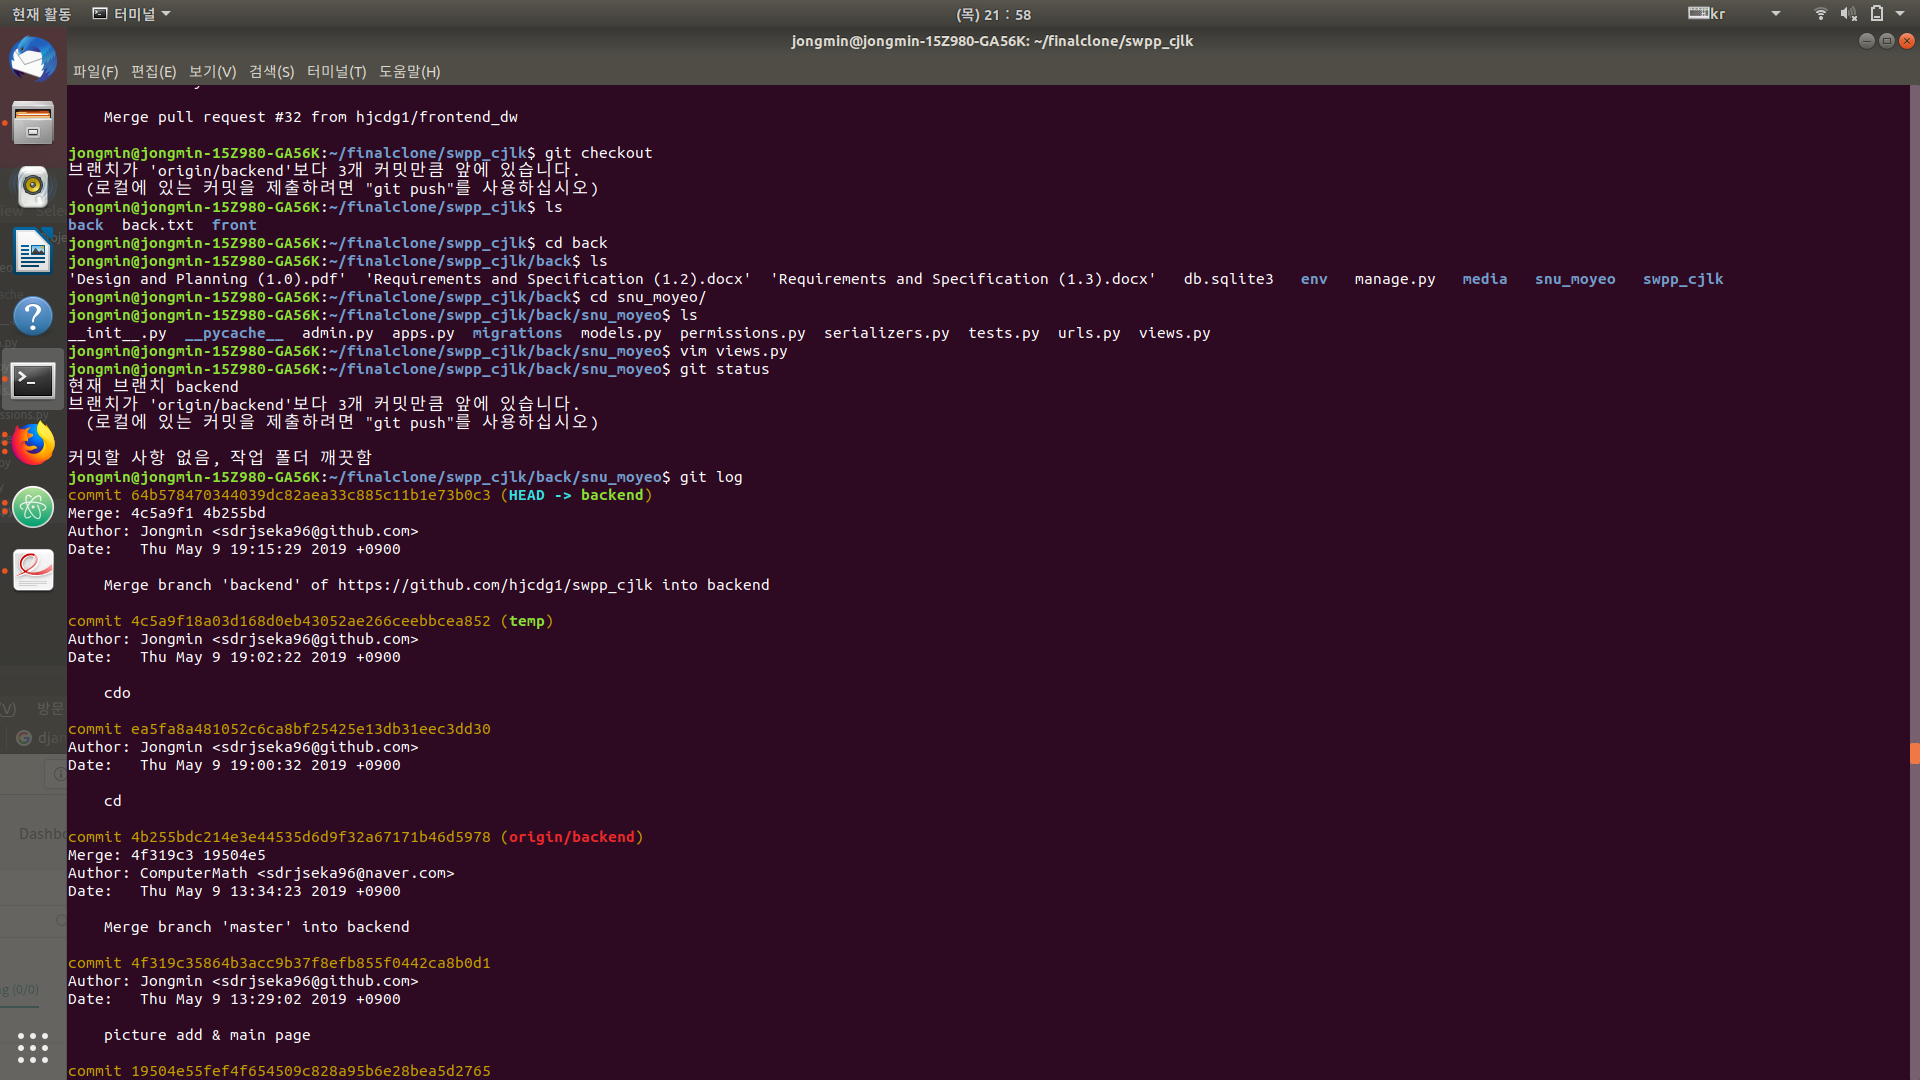 현재 활동
터미널
(목) 21 : 58
kr
jongmin@jongmin-15Z980-GA56K: ~/finalclone/swpp_cjlk
파일(F) 편집(E) 보기(V) 검색(S) 터미널(T) 도움말(H)
Merge pull request #32 from hjcdg1/frontend_dw
jongmin@jongmin-15Z980-GA56K:~/finalclone/swpp_cjlk$ git checkout
브랜치가 'origin/backend'보다 3개 커밋만큼 앞에 있습니다.
(로컬에 있는 커밋을 제출하려면 "git push"를 사용하십시오)
jongmin@jongmin-15Z980-GA56K:~/finalclone/swpp_cjlk$ ls
back back.txt front
jongmin@jongmin-15Z980-GA56K:~/finalclone/swpp_cjlk$ cd back
jongmin@jongmin-15Z980-GA56K:~/finalclone/swpp_cjlk/back$ ls
'Design and Planning (1.0).pdf' 'Requirements and Specification (1.2).docx' 'Requirements and Specification (1.3).docx' db.sqlite3 env manage.py media snu_moyeo swpp_cjlk
jongmin@jongmin-15Z980-GA56K:~/finalclone/swpp_cjlk/back$ cd snu_moyeo/
jongmin@jongmin-15Z980-GA56K:~/finalclone/swpp_cjlk/back/snu_moyeo$ ls
__init__.py __pycache__ admin.py apps.py migrations models.py permissions.py serializers.py tests.py urls.py views.py
jongmin@jongmin-15Z980-GA56K:~/finalclone/swpp_cjlk/back/snu_moyeo$ vim views.py
jongmin@jongmin-15Z980-GA56K:~/finalclone/swpp_cjlk/back/snu_moyeo$ git status
현재 브랜치 backend
브랜치가 'origin/backend'보다 3개 커밋만큼 앞에 있습니다.
(로컬에 있는 커밋을 제출하려면 "git push"를 사용하십시오)
커밋할 사항 없음, 작업 폴더 깨끗함
jongmin@jongmin-15Z980-GA56K:~/finalclone/swpp_cjlk/back/snu_moyeo$ git log
commit 64b578470344039dc82aea33c885c11b1e73b0c3 (HEAD -> backend)
Merge: 4c5a9f1 4b255bd
Author: Jongmin <sdrjseka96@github.com>
Date: Thu May 9 19:15:29 2019 +0900
Merge branch 'backend' of https://github.com/hjcdg1/swpp_cjlk into backend
commit 4c5a9f18a03d168d0eb43052ae266ceebbcea852 (temp)
Author: Jongmin <sdrjseka96@github.com>
Date: Thu May 9 19:02:22 2019 +0900
cdo
commit ea5fa8a481052c6ca8bf25425e13db31eec3dd30
Author: Jongmin <sdrjseka96@github.com>
Date: Thu May 9 19:00:32 2019 +0900
cd
commit 4b255bdc214e3e44535d6d9f32a67171b46d5978 (origin/backend)
Merge: 4f319c3 19504e5
Author: ComputerMath <sdrjseka96@naver.com>
Date: Thu May 9 13:34:23 2019 +0900
Merge branch 'master' into backend
commit 4f319c35864b3acc9b37f8efb855f0442ca8b0d1
Author: Jongmin <sdrjseka96@github.com>
Date: Thu May 9 13:29:02 2019 +0900
picture add & main page
commit 19504e55fef4f654509c828a95b6e28bea5d2765